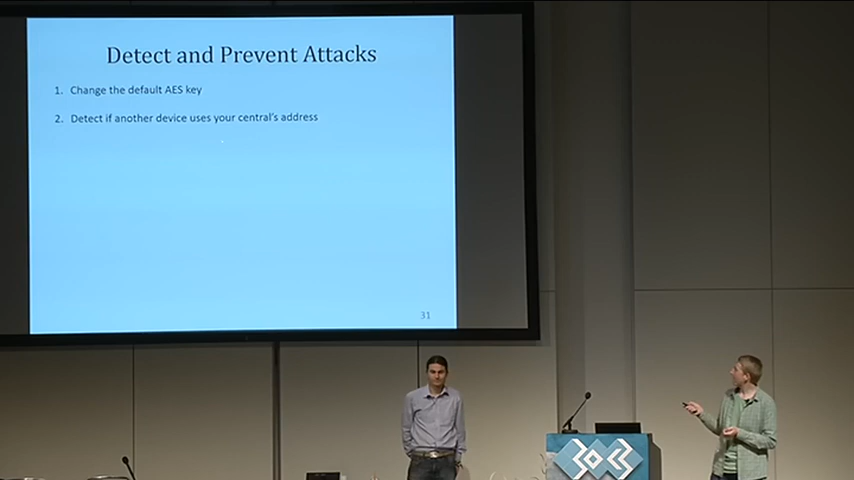 Detect and Prevent Attacks
1. Change the default AES key
2. Detect if another device uses your central's address
31
30C3